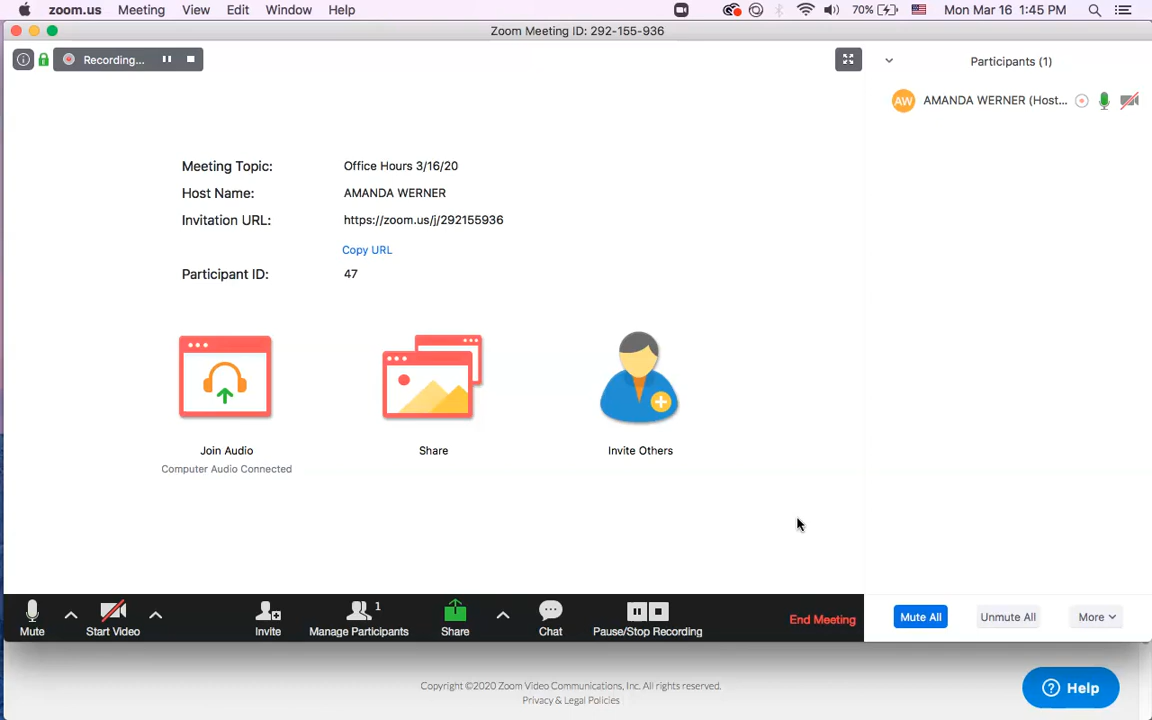 zoom.us Meeting View Edit Window Help 70% Mon Mar 16 1:45 PM
Zoom Meeting ID: 292-155-936
Recording...
Participants (1)
AW AMANDA WERNER (Host...
Meeting Topic: Office Hours 3/16/20
Host Name: AMANDA WERNER
Invitation URL: https://zoom.us/j/292155936
Copy URL
Participant ID: 47
Join Audio Share Invite Others
Computer Audio Connected
1
Mute Start Video Invite Manage Participants Share Chat Pause/Stop Recording End Meeting
Mute All Unmute All More
Copyright ©2020 Zoom Video Communications, Inc. All rights reserved.
Privacy & Legal Policies
Help